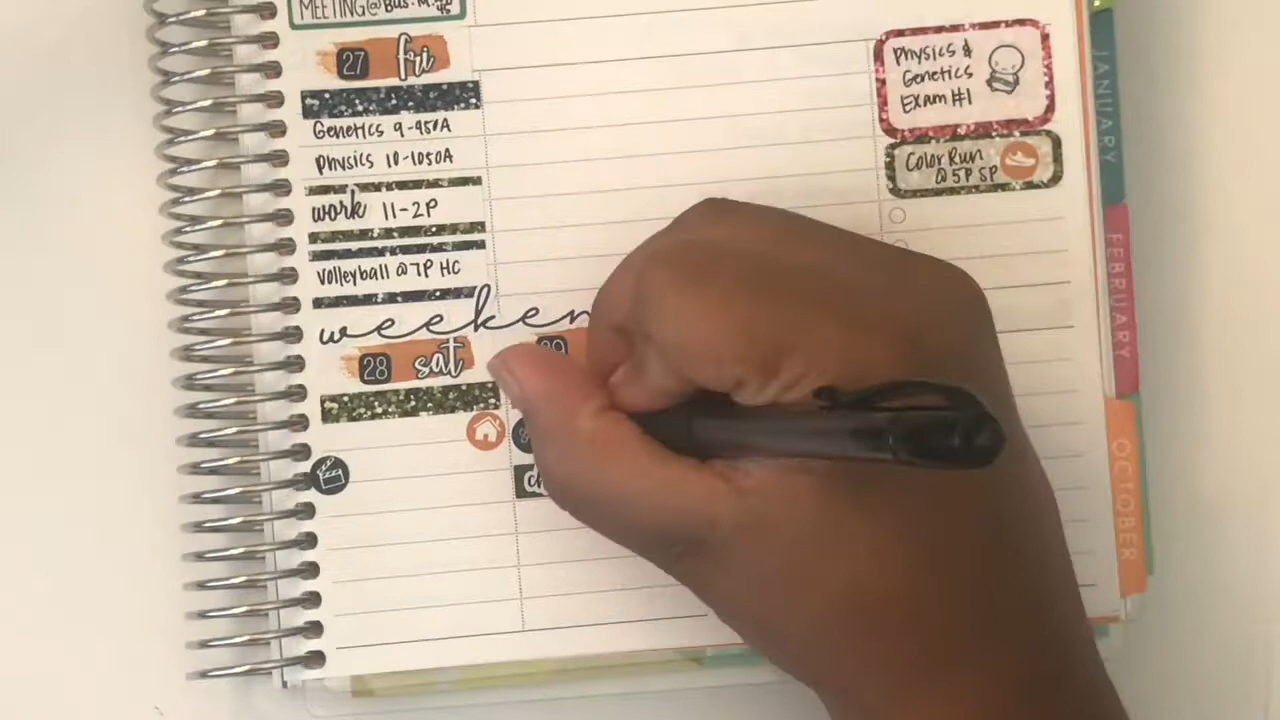 MEETING@Bus.
27 fri
Genetics 9-950A
Physics 10-1050A
work 11-2P
volleyball @7P HC
weeken
28 sat
Physics &
Genetics
Exam #1
Color Run
@5P SP
JANUARY
FEBRUARY
OCTOBER